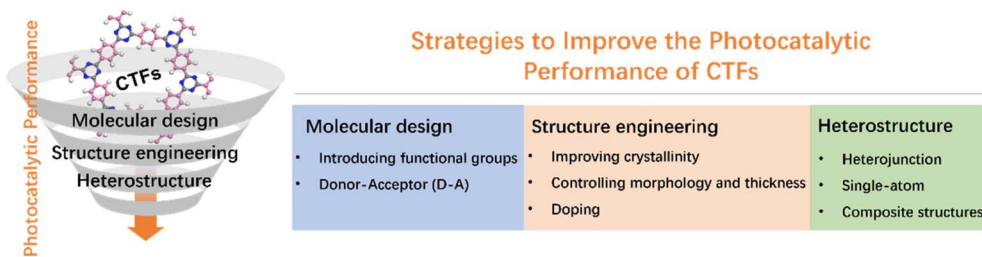 Photocatalytic Performance
CTFs
Molecular design
Structure engineering
Heterostructure
Strategies to Improve the Photocatalytic
Performance of CTFs
Molecular design
• Introducing functional groups
• Donor-Acceptor (D-A)
Structure engineering
• Improving crystallinity
• Controlling morphology and thickness
• Doping
Heterostructure
• Heterojunction
• Single-atom
• Composite structures